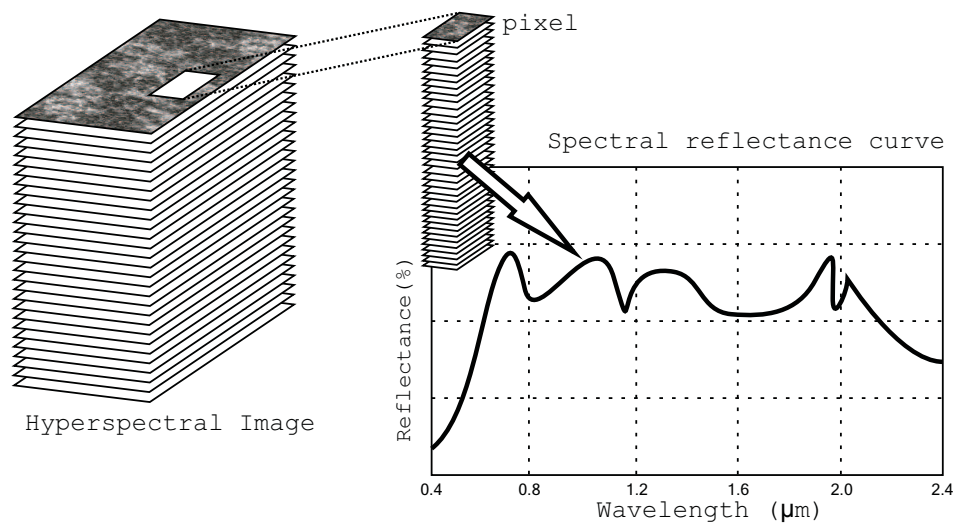 pixel
Spectral reflectance curve
Hyperspectral Image
Reflectance(%)
0.4 0.8 1.2 1.6 2.0 2.4
Wavelength (μm)